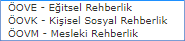 ÖOVE - Eğitsel Rehberlik
ÖOVK - Kişisel Sosyal Rehberlik
ÖOVM - Mesleki Rehberlik